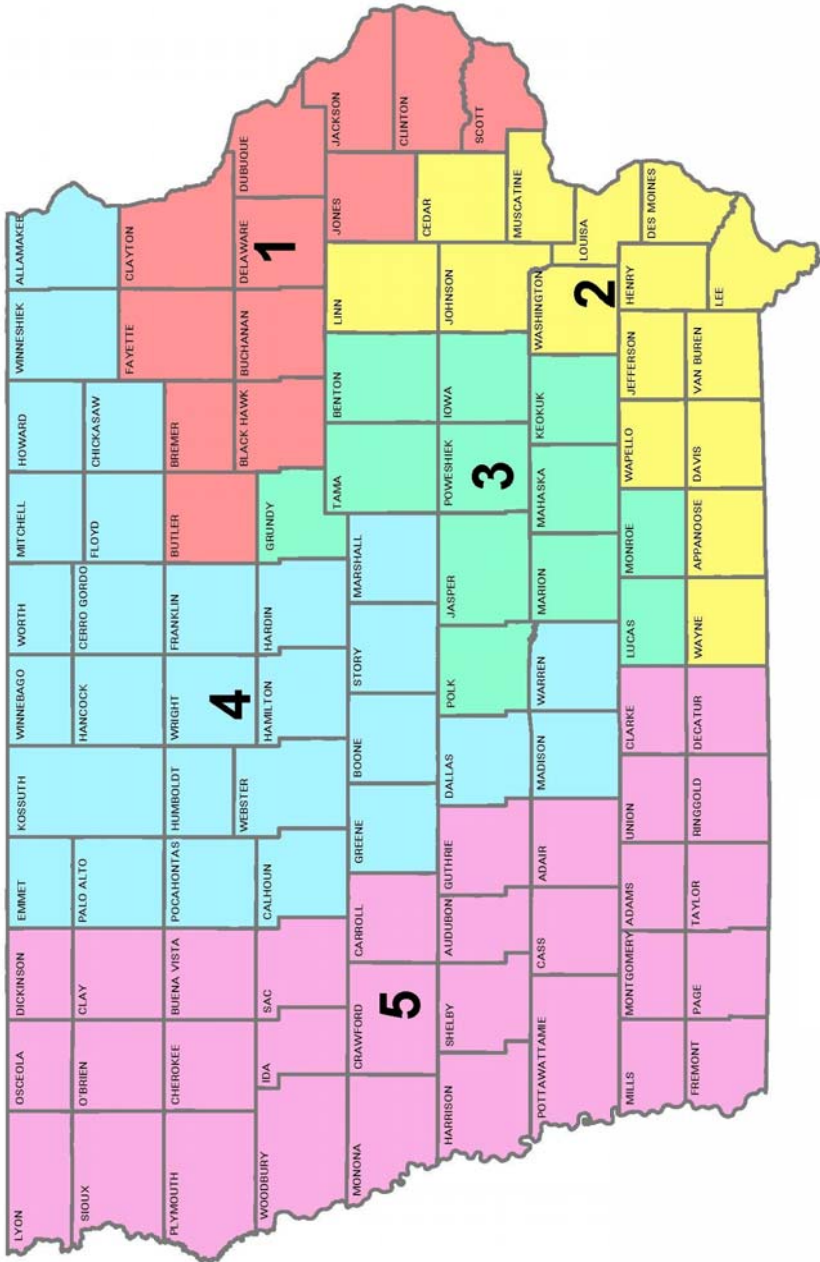 LYON
OSCEOLA
DICKINSON
EMMET
KOSSUTH
WINNEBAGO
WORTH
MITCHELL
HOWARD
WINNESHIEK
ALLAMAKEE
SIOUX
O'BRIEN
CLAY
PALO ALTO
HANCOCK
CERRO GORDO
FLOYD
CHICKASAW
PLYMOUTH
CHEROKEE
BUENA VISTA
POCAHONTAS
HUMBOLDT
WRIGHT
FRANKLIN
BUTLER
BREMER
FAYETTE
CLAYTON
4
1
WOODBURY
IDA
SAC
CALHOUN
WEBSTER
HAMILTON
HARDIN
GRUNDY
BLACK HAWK
BUCHANAN
DELAWARE
DUBUQUE
MONONA
CRAWFORD
CARROLL
GREENE
BOONE
STORY
MARSHALL
TAMA
BENTON
LINN
JONES
JACKSON
5
3
HARRISON
SHELBY
AUDUBON
GUTHRIE
DALLAS
POLK
JASPER
POWESHIEK
IOWA
JOHNSON
CEDAR
CLINTON
SCOTT
POTTAWATTAMIE
CASS
ADAIR
MADISON
WARREN
MARION
MAHASKA
KEOKUK
WASHINGTON
MUSCATINE
LOUISA
2
MILLS
MONTGOMERY
ADAMS
UNION
CLARKE
LUCAS
MONROE
WAPELLO
JEFFERSON
HENRY
DES MOINES
FREMONT
PAGE
TAYLOR
RINGGOLD
DECATUR
WAYNE
APPANOOSE
DAVIS
VAN BUREN
LEE